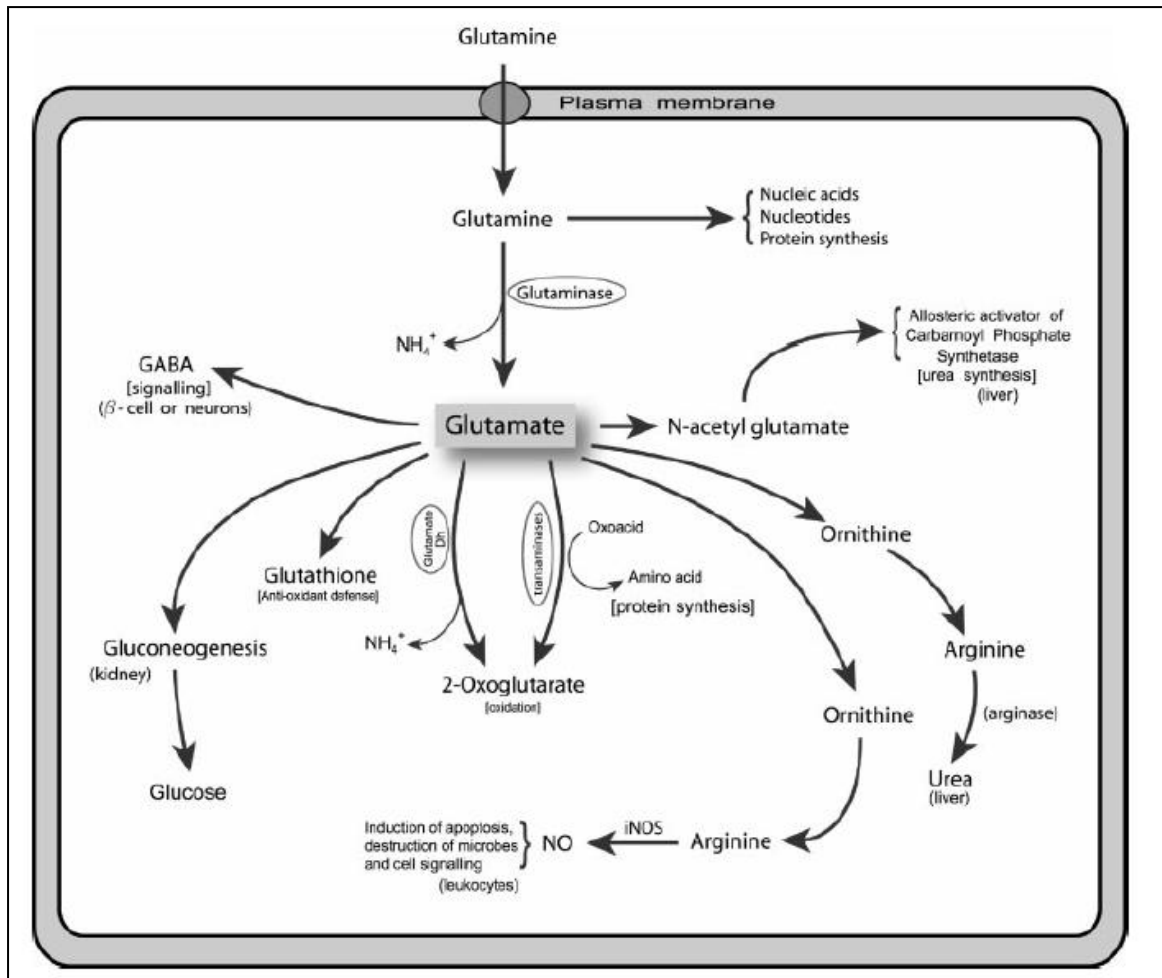 Glutamine
Plasma membrane
Glutamine
Nucleic acids
Nucleotides
Protein synthesis
Glutaminase
NH₄⁺
Allosteric activator of
Carbamoyl Phosphate
Synthetase
[urea synthesis]
(liver)
GABA
[signalling]
(β-cell or neurons)
Glutamate
N-acetyl glutamate
Glutamate
Dh
transaminases
Oxoacid
Amino acid
[protein synthesis]
Ornithine
Glutathione
[Anti-oxidant defense]
NH₄⁺
Gluconeogenesis
(kidney)
2-Oxoglutarate
[oxidation]
Arginine
Ornithine
(arginase)
Glucose
Urea
(liver)
Induction of apoptosis,
destruction of microbes
and cell signalling
(leukocytes)
NO
iNOS
Arginine